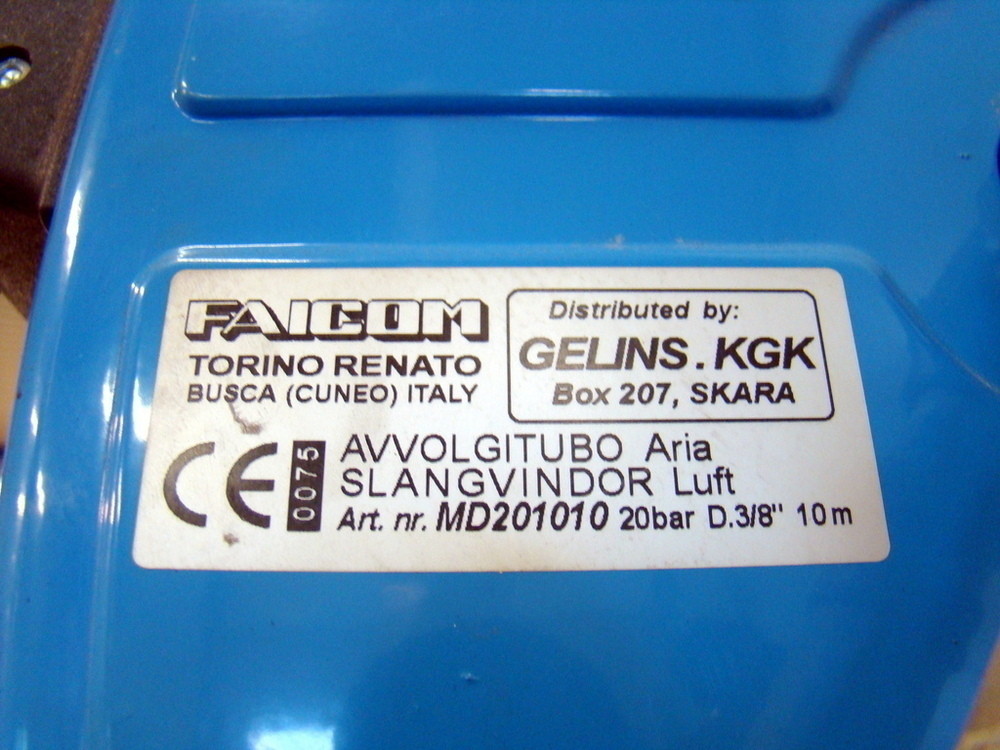 FAICOM
TORINO RENATO
BUSCA (CUNEO) ITALY
Distributed by:
GELINS.KGK
Box 207, SKARA
CE 0075
AVVOLGITUBO Aria
SLANGVINDOR Luft
Art. nr. MD201010 20bar D.3/8" 10m